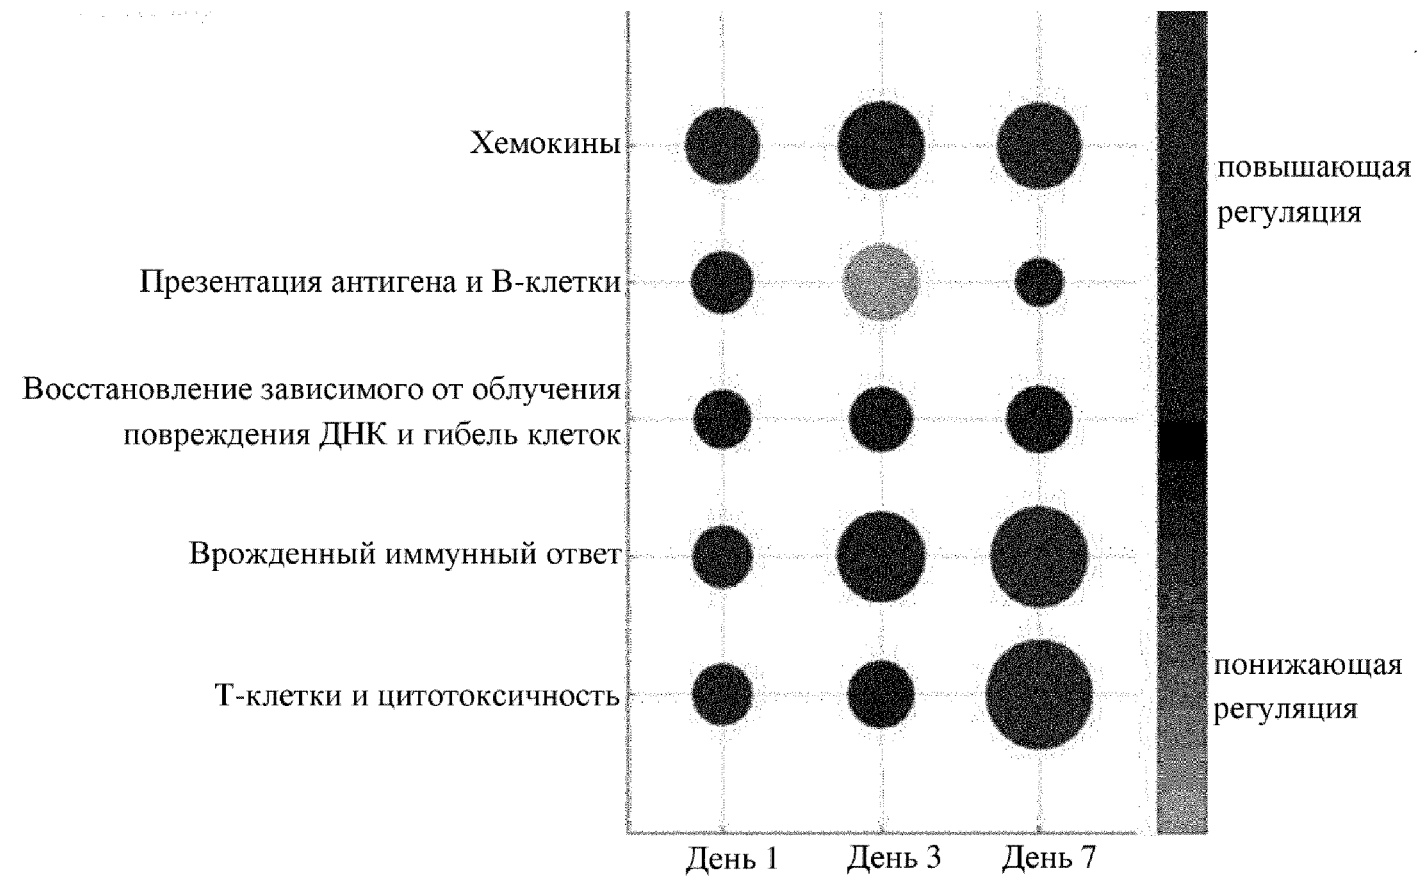 Хемокины
повышающая
регуляция
Презентация антигена и В-клетки
Восстановление зависимого от облучения
повреждения ДНК и гибель клеток
Врожденный иммунный ответ
понижающая
регуляция
Т-клетки и цитотоксичность
День 1
День 3
День 7